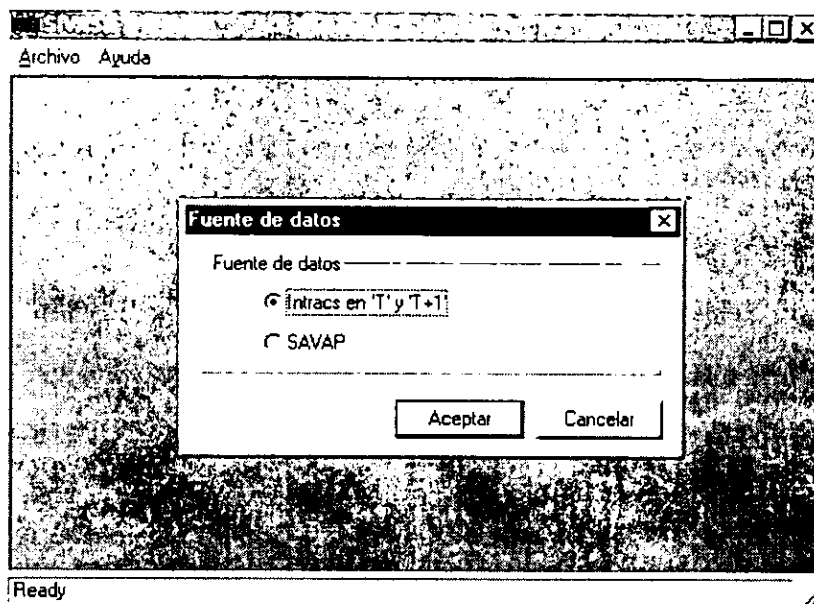 Archivo Ayuda
Fuente de datos
Fuente de datos
Intracs en 'T' y 'T+1'
SAVAP
Aceptar Cancelar
Ready